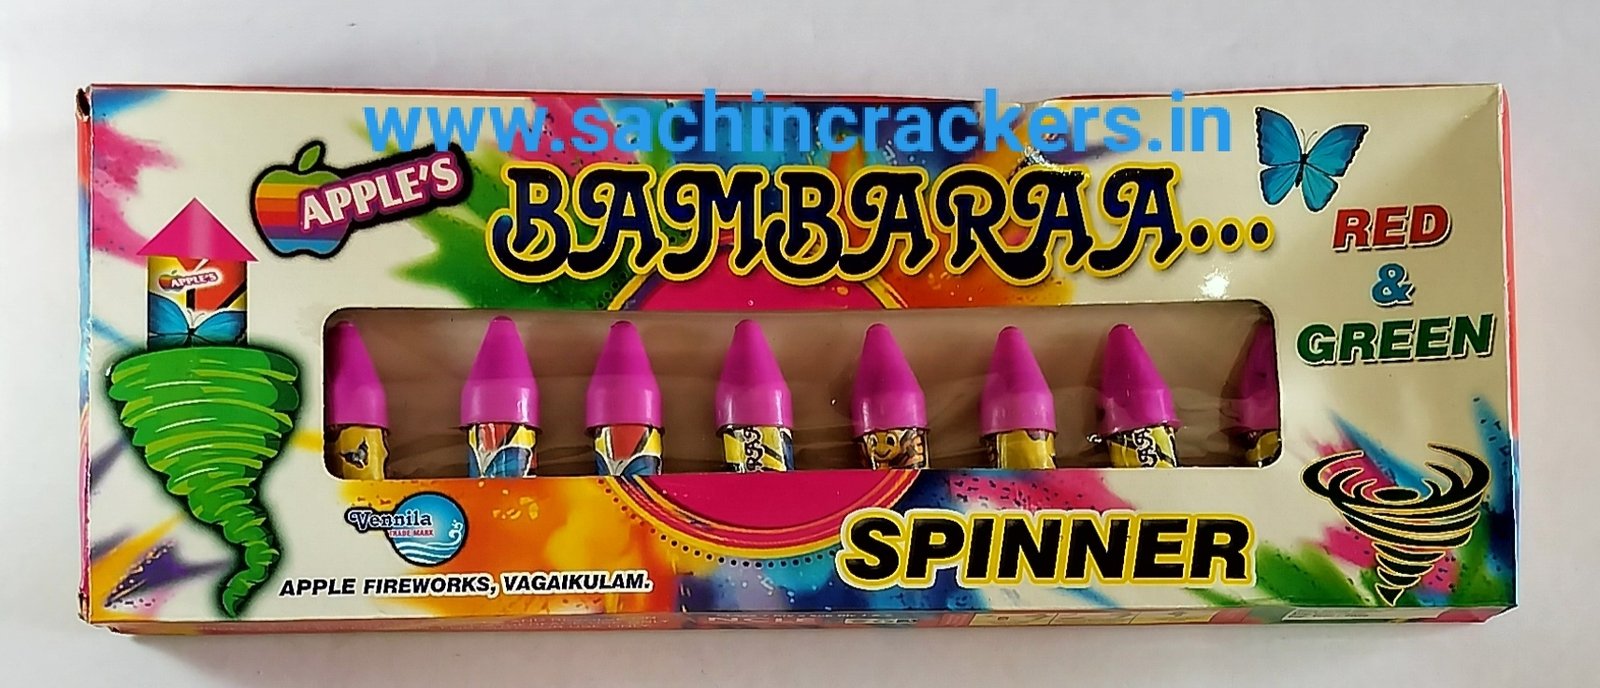 www.sachincrackers.in
APPLE'S
BAMBARAA...
RED
&
GREEN
APPLE'S
Vennila
TRADE MARK
SPINNER
APPLE FIREWORKS, VAGAIKULAM.